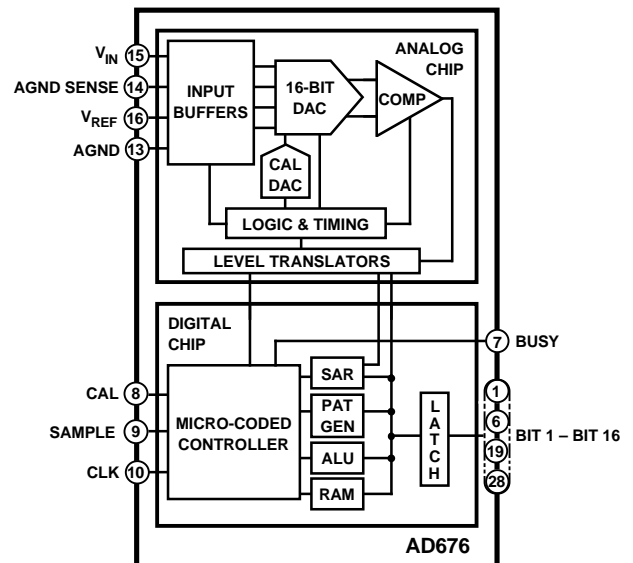 ANALOG
CHIP
VIN 15
AGND SENSE 14
VREF 16
AGND 13
INPUT
BUFFERS
16-BIT
DAC
COMP
CAL
DAC
LOGIC & TIMING
LEVEL TRANSLATORS
DIGITAL
CHIP
7 BUSY
CAL 8
SAMPLE 9
CLK 10
MICRO-CODED
CONTROLLER
SAR
PAT
GEN
ALU
RAM
L
A
T
C
H
1
6
19
28
BIT 1 – BIT 16
AD676